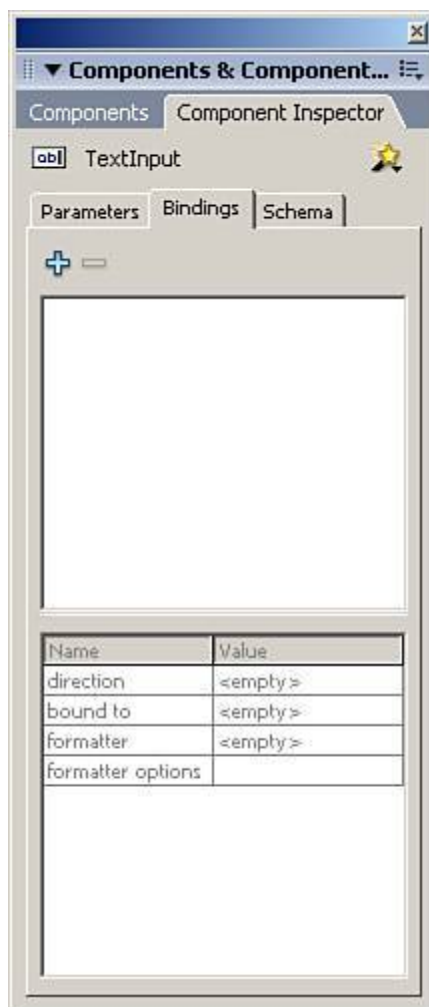 Components & Component...
Components Component Inspector
abl TextInput
Parameters Bindings Schema
Name Value
direction <empty>
bound to <empty>
formatter <empty>
formatter options